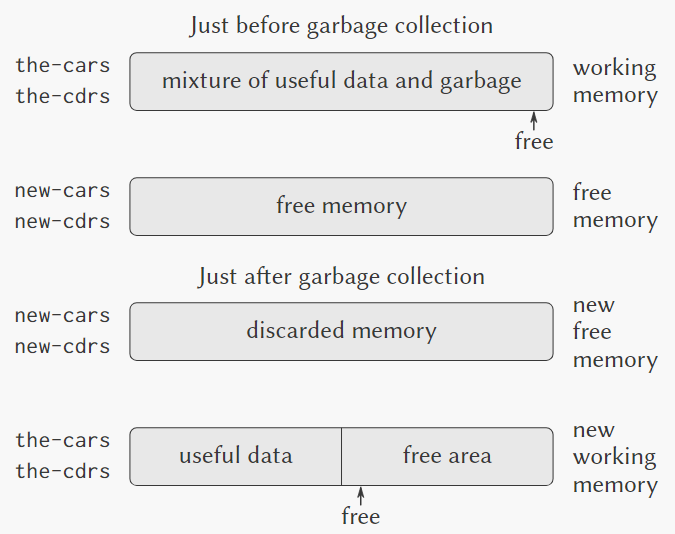 Just before garbage collection
the-cars
the-cdrs
mixture of useful data and garbage
working
memory
free
new-cars
new-cdrs
free memory
free
memory
Just after garbage collection
new-cars
new-cdrs
discarded memory
new
free
memory
the-cars
the-cdrs
useful data
free area
new
working
memory
free